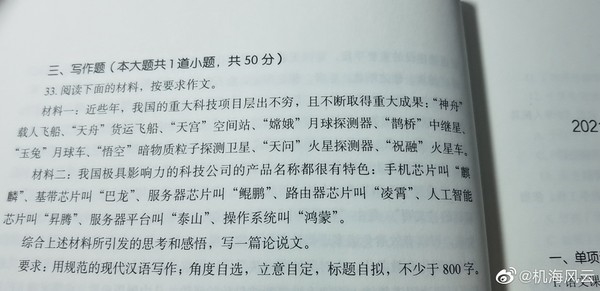 三、写作题（本大题共1道小题，共50分）
33. 阅读下面的材料，按要求作文。
材料一：近些年，我国的重大科技项目层出不穷，且不断取得重大成果：“神舟”
载人飞船、“天舟”货运飞船、“天宫”空间站、“嫦娥”月球探测器、“鹊桥”中继星、
“玉兔”月球车、“悟空”暗物质粒子探测卫星、“天问”火星探测器、“祝融”火星车。
材料二：我国极具影响力的科技公司的产品名称都很有特色：手机芯片叫“麒
麟”、基带芯片叫“巴龙”、服务器芯片叫“鲲鹏”、路由器芯片叫“凌霄”、人工智能
芯片叫“昇腾”、服务器平台叫“泰山”、操作系统叫“鸿蒙”。
综合上述材料所引发的思考和感悟，写一篇论说文。
要求：用规范的现代汉语写作；角度自选，立意自定，标题自拟，不少于800字。
202
一、单项
1. 语文课
@机海风云